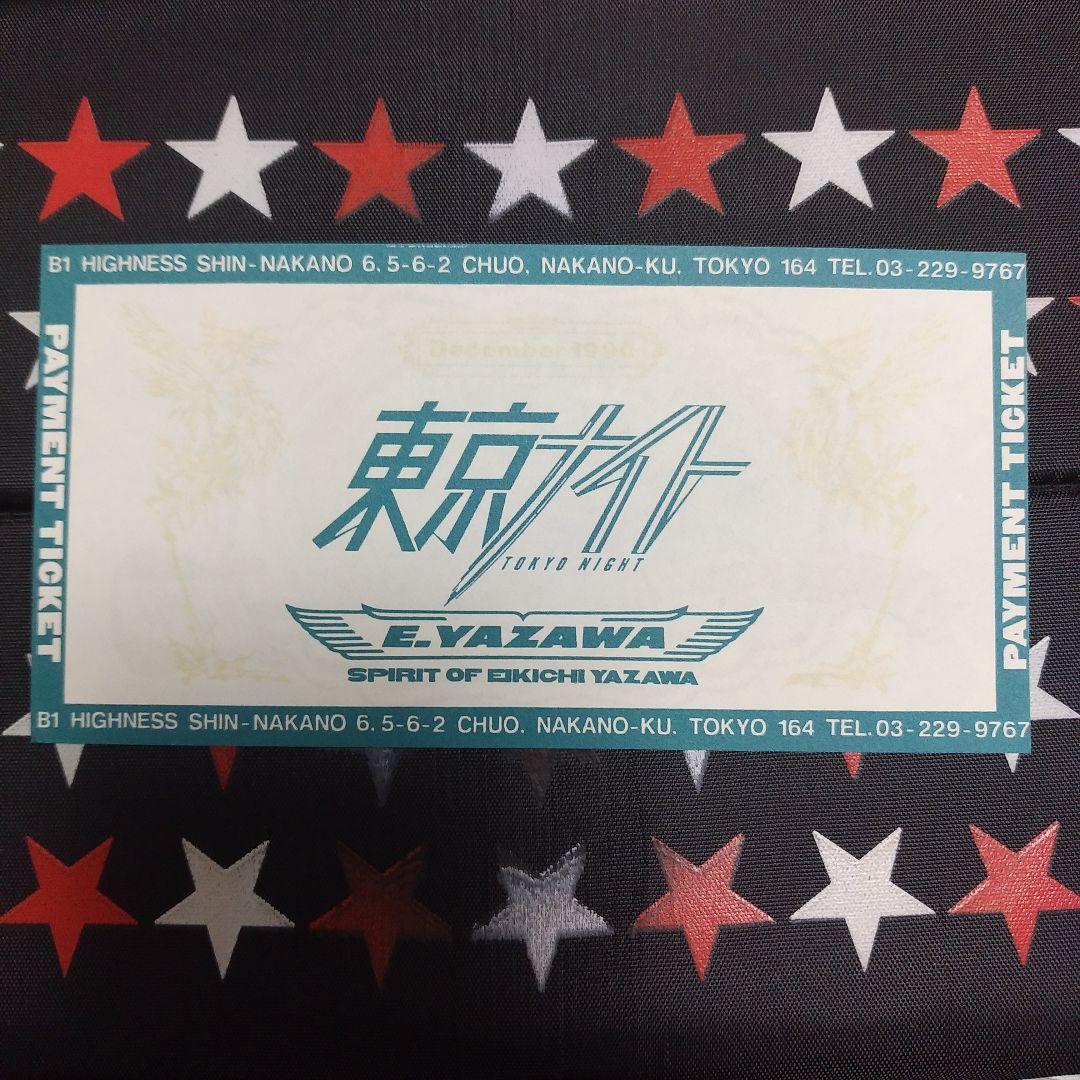 B1 HIGHNESS SHIN-NAKANO 6, 5-6-2 CHUO, NAKANO-KU, TOKYO 164 TEL.03-229-9767
PAYMENT TICKET
東京ナイト
TOKYO NIGHT
E.YAZAWA
SPIRIT OF EIKICHI YAZAWA
PAYMENT TICKET
B1 HIGHNESS SHIN-NAKANO 6, 5-6-2 CHUO, NAKANO-KU, TOKYO 164 TEL.03-229-9767